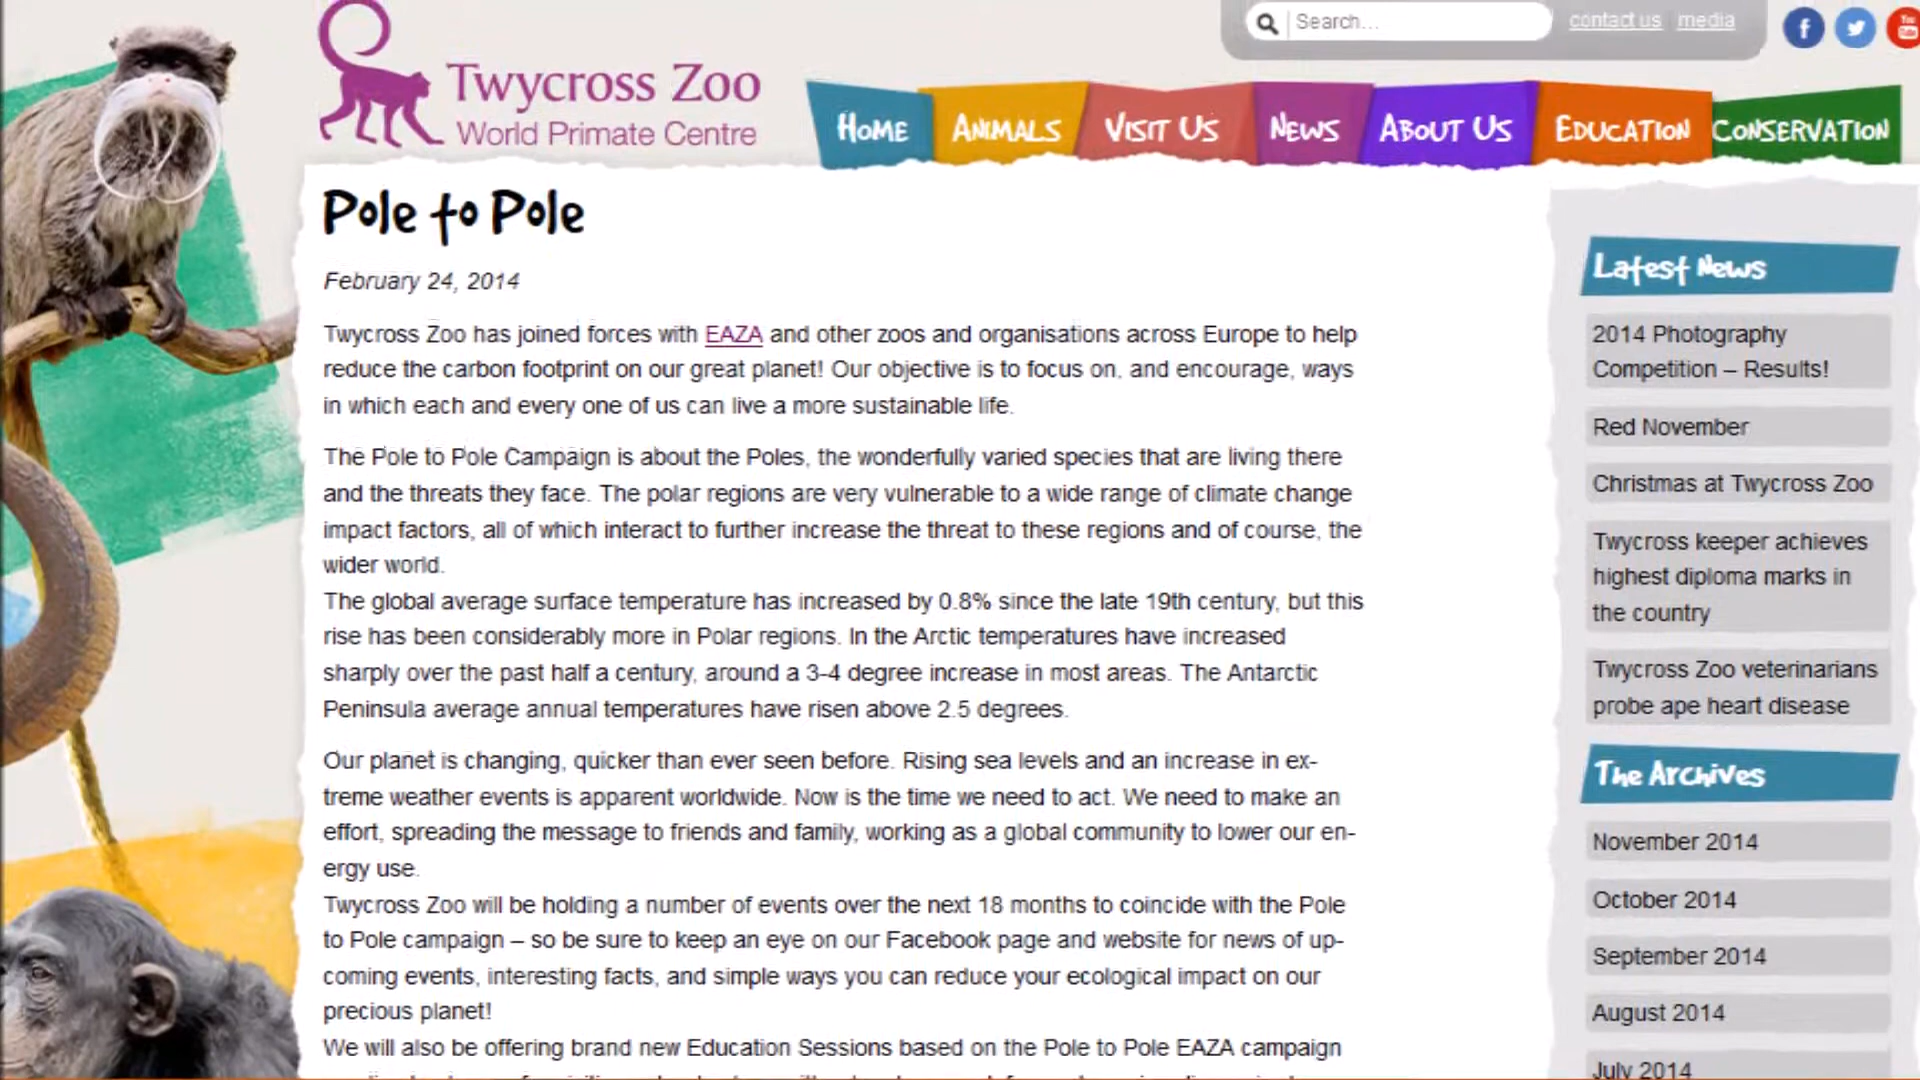 Search...
contact us
media
Twycross Zoo
World Primate Centre
Home
Animals
Visit Us
News
About Us
Education
Conservation
Pole to Pole
February 24, 2014
Twycross Zoo has joined forces with EAZA and other zoos and organisations across Europe to help
reduce the carbon footprint on our great planet! Our objective is to focus on, and encourage, ways
in which each and every one of us can live a more sustainable life.
The Pole to Pole Campaign is about the Poles, the wonderfully varied species that are living there
and the threats they face. The polar regions are very vulnerable to a wide range of climate change
impact factors, all of which interact to further increase the threat to these regions and of course, the
wider world.
The global average surface temperature has increased by 0.8% since the late 19th century, but this
rise has been considerably more in Polar regions. In the Arctic temperatures have increased
sharply over the past half a century, around a 3-4 degree increase in most areas. The Antarctic
Peninsula average annual temperatures have risen above 2.5 degrees.
Our planet is changing, quicker than ever seen before. Rising sea levels and an increase in ex-
treme weather events is apparent worldwide. Now is the time we need to act. We need to make an
effort, spreading the message to friends and family, working as a global community to lower our en-
ergy use.
Twycross Zoo will be holding a number of events over the next 18 months to coincide with the Pole
to Pole campaign – so be sure to keep an eye on our Facebook page and website for news of up-
coming events, interesting facts, and simple ways you can reduce your ecological impact on our
precious planet!
We will also be offering brand new Education Sessions based on the Pole to Pole EAZA campaign
Latest News
2014 Photography
Competition – Results!
Red November
Christmas at Twycross Zoo
Twycross keeper achieves
highest diploma marks in
the country
Twycross Zoo veterinarians
probe ape heart disease
The Archives
November 2014
October 2014
September 2014
August 2014
July 2014